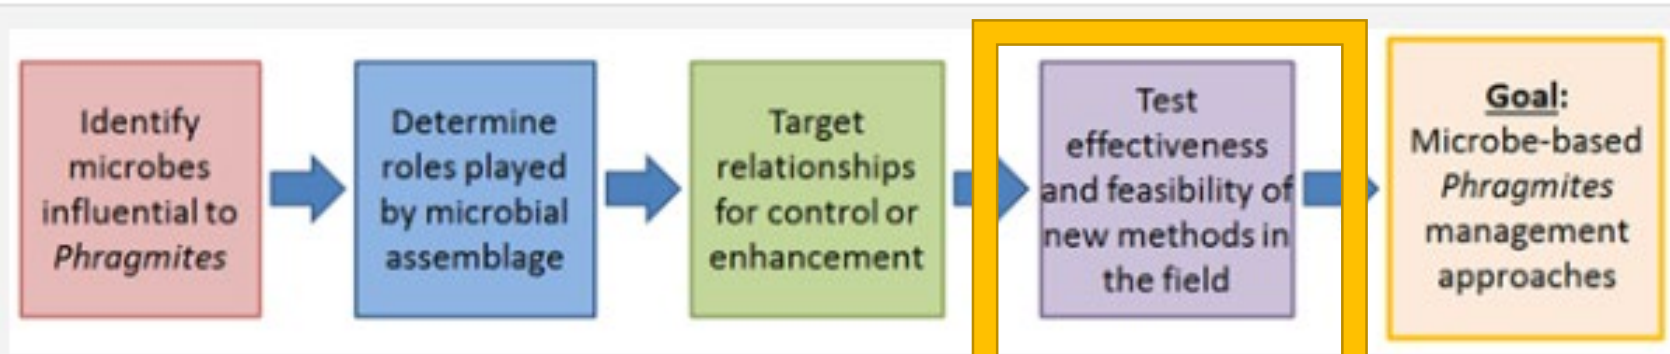 Identify
microbes
influential to
Phragmites
Determine
roles played
by microbial
assemblage
Target
relationships
for control or
enhancement
Test
effectiveness
and feasibility of
new methods in
the field
Goal:
Microbe-based
Phragmites
management
approaches